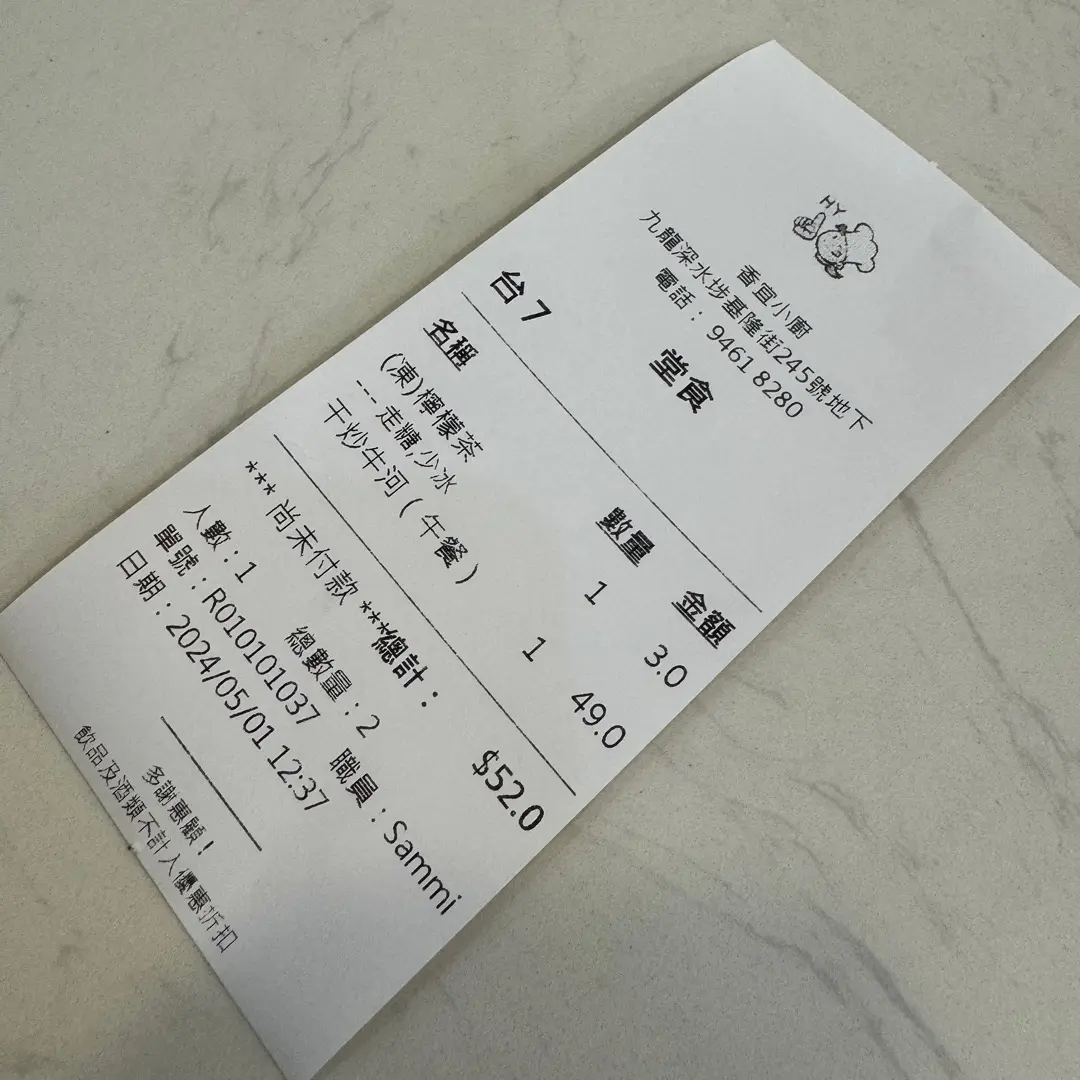 HY
香宜小廚
九龍深水埗基隆街245號地下
電話： 9461 8280
堂食
台 7
名稱 數量 金額
(凍)檸檬茶 1 3.0
---走糖,少冰
干炒牛河（午餐） 1 49.0
*** 尚未付款 ***總計： $52.0
人數：1 總數量：2
單號：R010101037 職員：Sammi
日期：2024/05/01 12:37
多謝惠顧！
飲品及酒類不計入優惠折扣